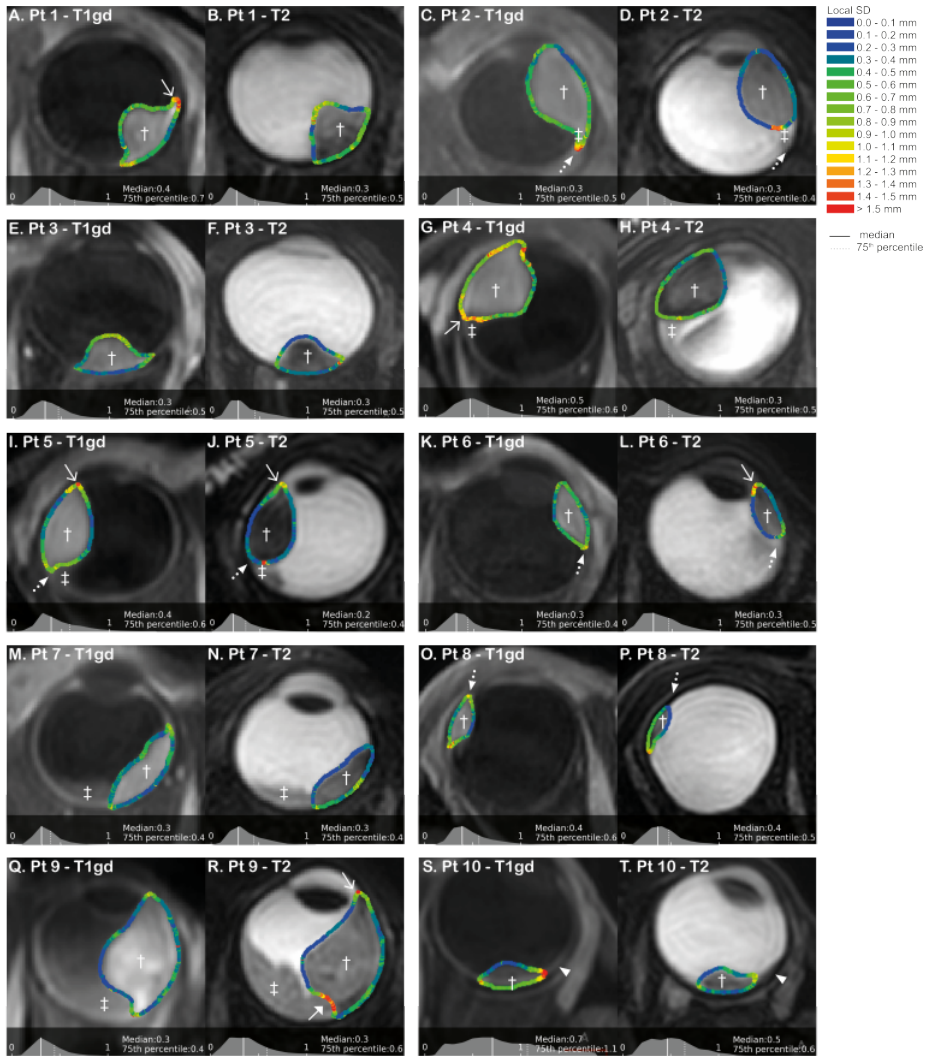 A. Pt 1 - T1gd
B. Pt 1 - T2
C. Pt 2 - T1gd
D. Pt 2 - T2
Local SD
0.0 - 0.1 mm
0.1 - 0.2 mm
0.2 - 0.3 mm
0.3 - 0.4 mm
0.4 - 0.5 mm
0.5 - 0.6 mm
0.6 - 0.7 mm
0.7 - 0.8 mm
0.8 - 0.9 mm
0.9 - 1.0 mm
1.0 - 1.1 mm
1.1 - 1.2 mm
1.2 - 1.3 mm
1.3 - 1.4 mm
1.4 - 1.5 mm
> 1.5 mm
median
75th percentile
†
†
†
‡
†
‡
0 1 Median:0.4
75th percentile:0.7
0 1 Median:0.3
75th percentile:0.5
0 1 Median:0.3
75th percentile:0.5
0 1 Median:0.3
75th percentile:0.4
E. Pt 3 - T1gd
F. Pt 3 - T2
G. Pt 4 - T1gd
H. Pt 4 - T2
†
†
†
‡
†
‡
0 1 Median:0.3
75th percentile:0.5
0 1 Median:0.3
75th percentile:0.5
0 1 Median:0.5
75th percentile:0.6
0 1 Median:0.3
75th percentile:0.5
I. Pt 5 - T1gd
J. Pt 5 - T2
K. Pt 6 - T1gd
L. Pt 6 - T2
†
‡
†
‡
†
†
0 1 Median:0.4
75th percentile:0.6
0 1 Median:0.2
75th percentile:0.4
0 1 Median:0.3
75th percentile:0.4
0 1 Median:0.3
75th percentile:0.4
M. Pt 7 - T1gd
N. Pt 7 - T2
O. Pt 8 - T1gd
P. Pt 8 - T2
†
‡
†
‡
†
†
0 1 Median:0.3
75th percentile:0.4
0 1 Median:0.3
75th percentile:0.4
0 1 Median:0.4
75th percentile:0.6
0 1 Median:0.4
75th percentile:0.5
Q. Pt 9 - T1gd
R. Pt 9 - T2
S. Pt 10 - T1gd
T. Pt 10 - T2
†
‡
†
‡
†
†
0 1 Median:0.3
75th percentile:0.4
0 1 Median:0.3
75th percentile:0.6
0 1 Median:0.7
75th percentile:1.1
0 1 Median:0.5
75th percentile:0.6